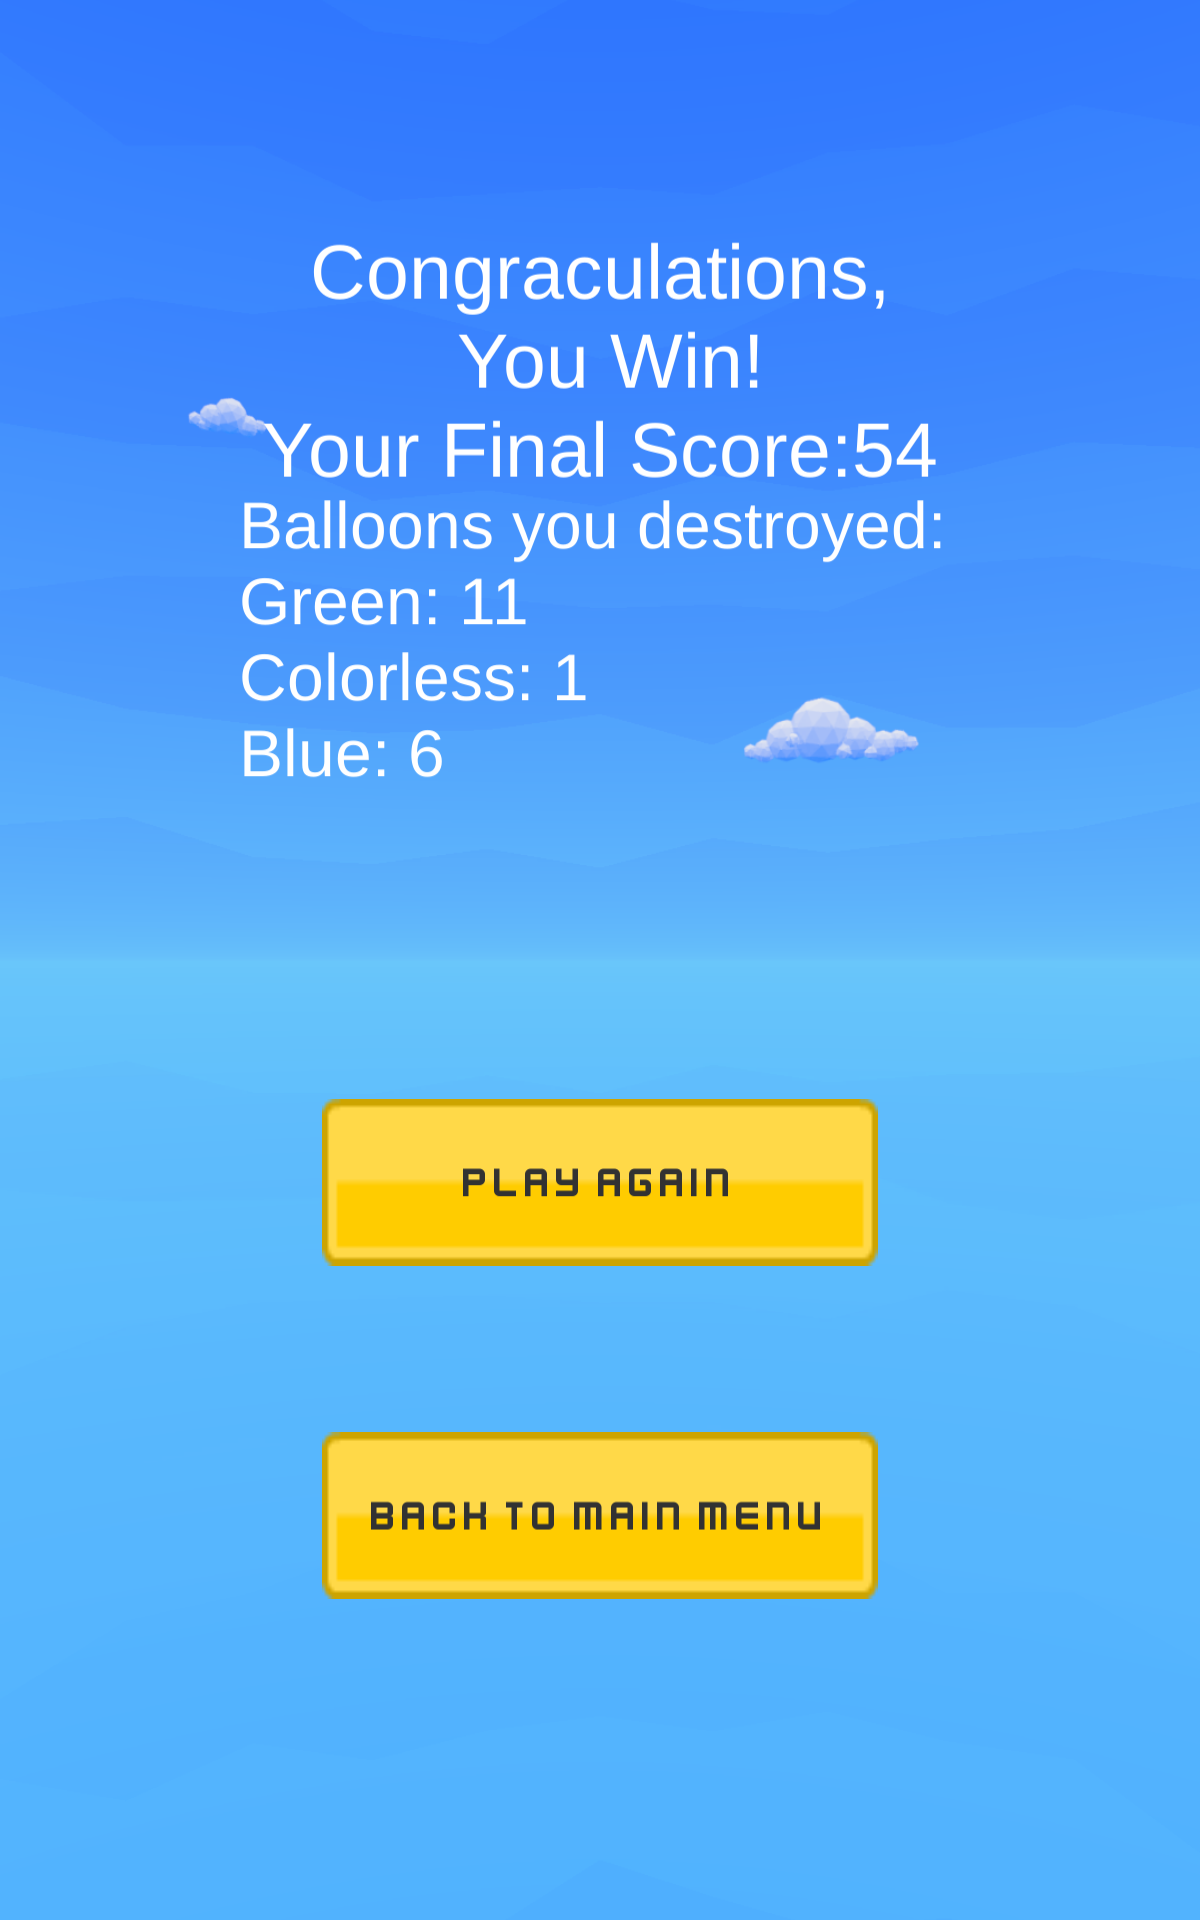 Congraculations,
You Win!
Your Final Score:54
Balloons you destroyed:
Green: 11
Colorless: 1
Blue: 6
PLAY AGAIN
BACK TO MAIN MENU